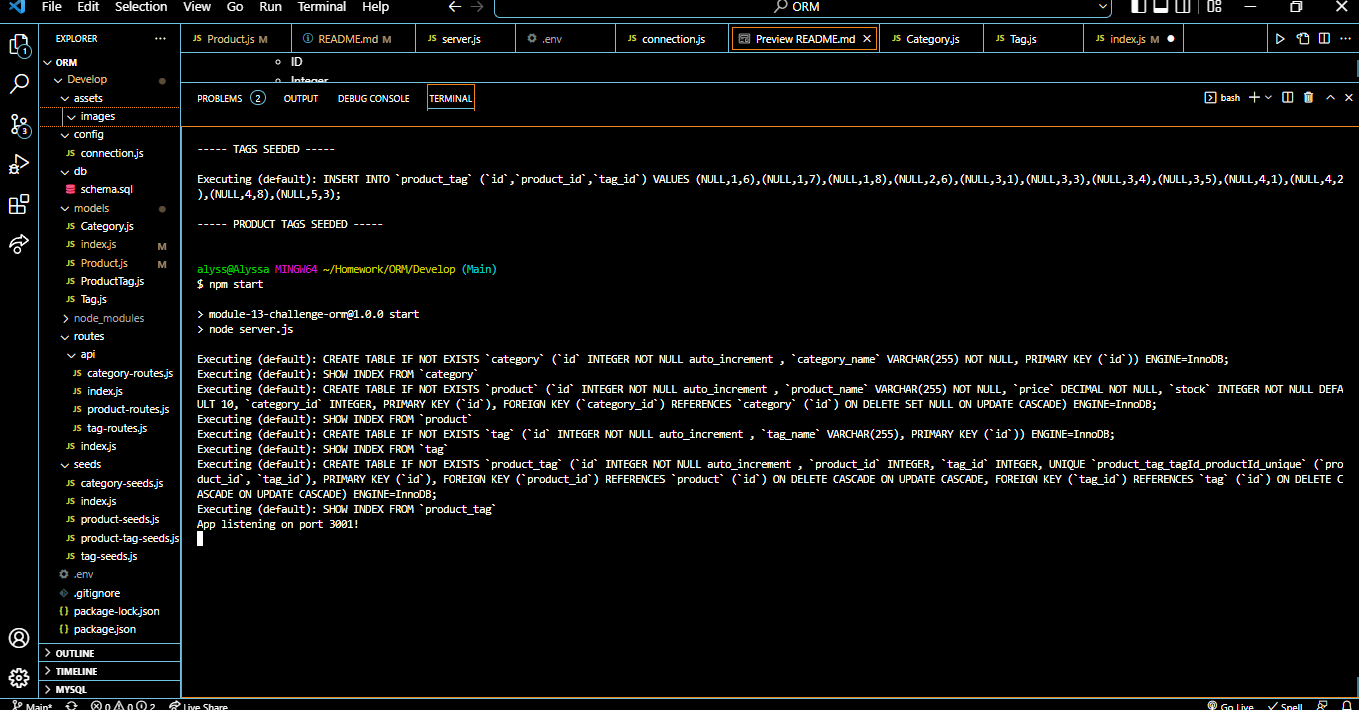 File Edit Selection View Go Run Terminal Help ORM
EXPLORER
Product.js M README.md M server.js .env connection.js Preview README.md Category.js Tag.js index.js M
ORM
Develop
assets
images
config
connection.js
db
schema.sql
models
Category.js
index.js M
Product.js M
ProductTag.js
Tag.js
node_modules
routes
api
category-routes.js
index.js
product-routes.js
tag-routes.js
index.js
seeds
category-seeds.js
index.js
product-seeds.js
product-tag-seeds.js
tag-seeds.js
.env
.gitignore
package-lock.json
package.json
OUTLINE
TIMELINE
MYSQL
ID
Integer
PROBLEMS 2 OUTPUT DEBUG CONSOLE TERMINAL bash
----- TAGS SEEDED -----
Executing (default): INSERT INTO `product_tag` (`id`,`product_id`,`tag_id`) VALUES (NULL,1,6),(NULL,1,7),(NULL,1,8),(NULL,2,6),(NULL,3,1),(NULL,3,3),(NULL,3,4),(NULL,3,5),(NULL,4,1),(NULL,4,2
),(NULL,4,8),(NULL,5,3);
----- PRODUCT TAGS SEEDED -----
alyss@Alyssa MINGW64 ~/Homework/ORM/Develop (Main)
$ npm start
> module-13-challenge-orm@1.0.0 start
> node server.js
Executing (default): CREATE TABLE IF NOT EXISTS `category` (`id` INTEGER NOT NULL auto_increment , `category_name` VARCHAR(255) NOT NULL, PRIMARY KEY (`id`)) ENGINE=InnoDB;
Executing (default): SHOW INDEX FROM `category`
Executing (default): CREATE TABLE IF NOT EXISTS `product` (`id` INTEGER NOT NULL auto_increment , `product_name` VARCHAR(255) NOT NULL, `price` DECIMAL NOT NULL, `stock` INTEGER NOT NULL DEFA
ULT 10, `category_id` INTEGER, PRIMARY KEY (`id`), FOREIGN KEY (`category_id`) REFERENCES `category` (`id`) ON DELETE SET NULL ON UPDATE CASCADE) ENGINE=InnoDB;
Executing (default): SHOW INDEX FROM `product`
Executing (default): CREATE TABLE IF NOT EXISTS `tag` (`id` INTEGER NOT NULL auto_increment , `tag_name` VARCHAR(255), PRIMARY KEY (`id`)) ENGINE=InnoDB;
Executing (default): SHOW INDEX FROM `tag`
Executing (default): CREATE TABLE IF NOT EXISTS `product_tag` (`id` INTEGER NOT NULL auto_increment , `product_id` INTEGER, `tag_id` INTEGER, UNIQUE `product_tag_tagId_productId_unique` (`pro
duct_id`, `tag_id`), PRIMARY KEY (`id`), FOREIGN KEY (`product_id`) REFERENCES `product` (`id`) ON DELETE CASCADE ON UPDATE CASCADE, FOREIGN KEY (`tag_id`) REFERENCES `tag` (`id`) ON DELETE C
ASCADE ON UPDATE CASCADE) ENGINE=InnoDB;
Executing (default): SHOW INDEX FROM `product_tag`
App listening on port 3001!
Main* 0 0 2 Live Share Go Live Spell